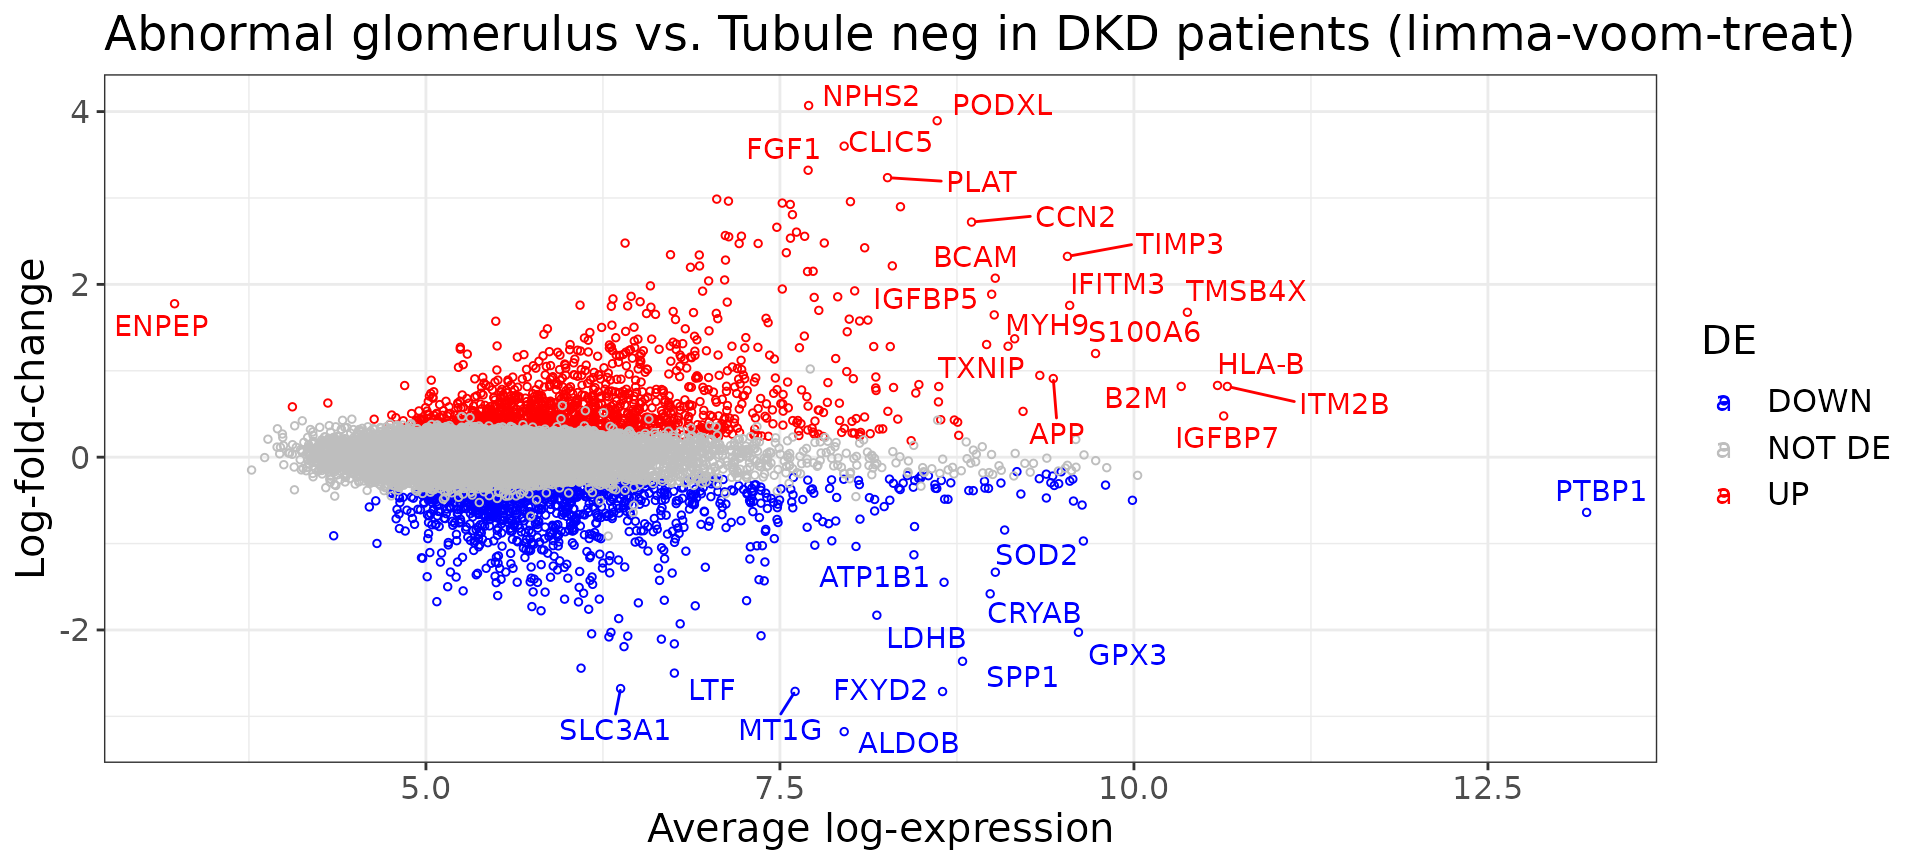 Abnormal glomerulus vs. Tubule neg in DKD patients (limma-voom-treat)
Log-fold-change
4
2
0
-2
NPHS2
PODXL
FGF1
CLIC5
PLAT
CCN2
TIMP3
BCAM
IFITM3
TMSB4X
IGFBP5
ENPEP
MYH9
S100A6
TXNIP
HLA-B
B2M
ITM2B
APP
IGFBP7
PTBP1
SOD2
ATP1B1
CRYAB
LDHB
GPX3
SPP1
LTF
FXYD2
SLC3A1
MT1G
ALDOB
5.0
7.5
10.0
12.5
Average log-expression
DE
a DOWN
a NOT DE
a UP